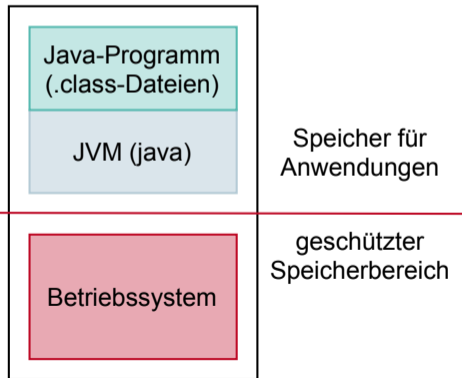 Java-Programm
(.class-Dateien)
JVM (java)
Speicher für
Anwendungen
geschützter
Speicherbereich
Betriebssystem